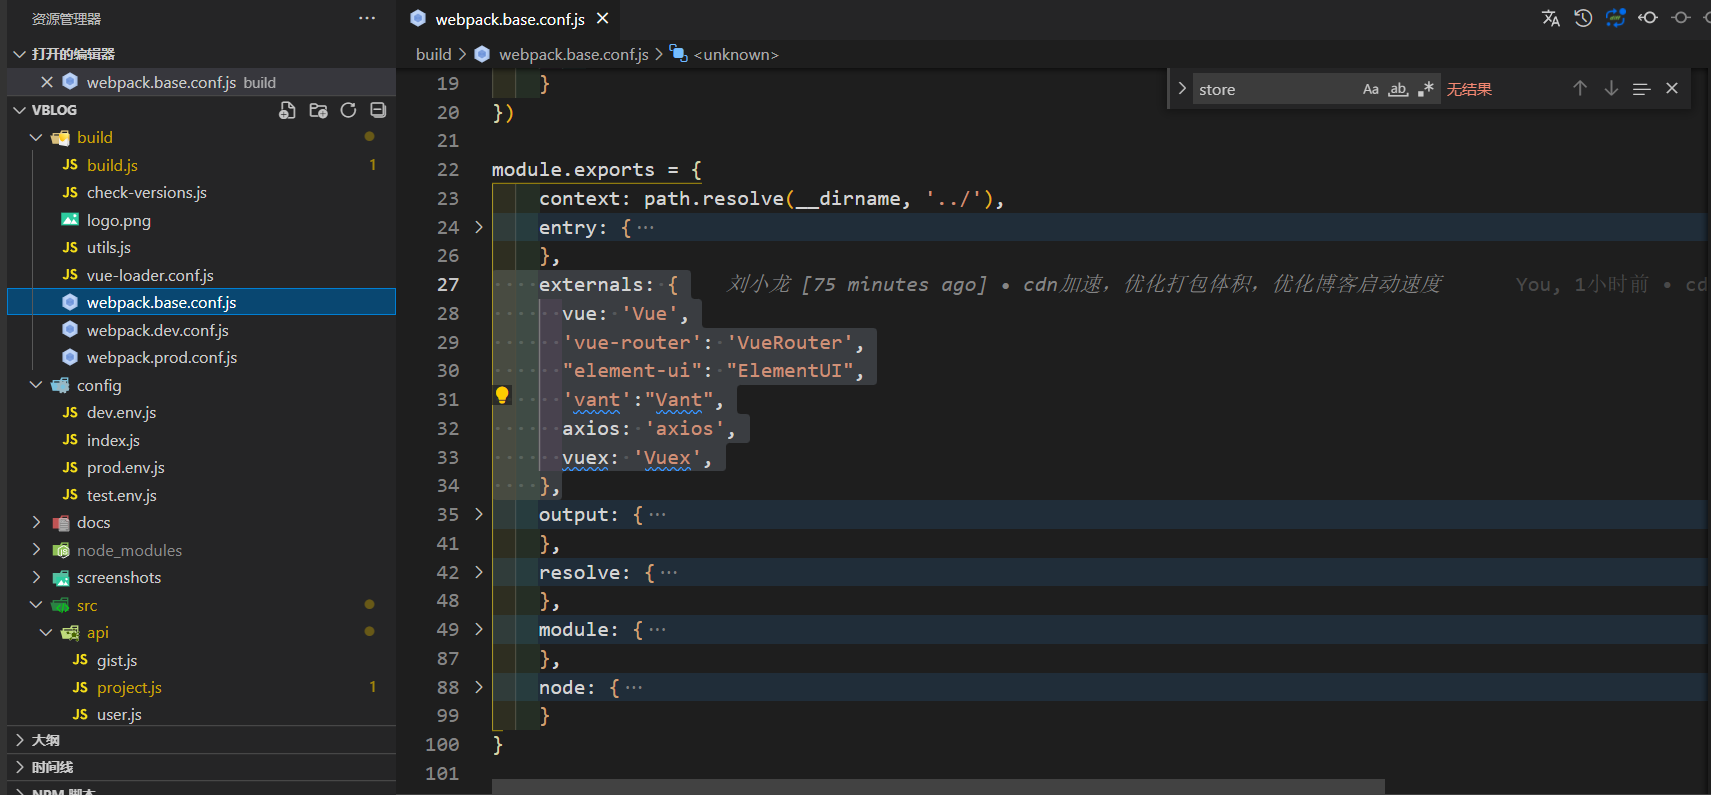 资源管理器 ···
打开的编辑器
webpack.base.conf.js build
VBLOG
build
JS build.js 1
JS check-versions.js
logo.png
JS utils.js
JS vue-loader.conf.js
webpack.base.conf.js
webpack.dev.conf.js
webpack.prod.conf.js
config
JS dev.env.js
JS index.js
JS prod.env.js
JS test.env.js
docs
node_modules
screenshots
src
api
JS gist.js
JS project.js 1
JS user.js
大纲
时间线
NPM 脚本
webpack.base.conf.js
build > webpack.base.conf.js > <unknown>
store Aa ab .* 无结果
19 }
20 })
21
22 module.exports = {
23 context: path.resolve(__dirname, '../'),
24 entry: { ···
26 },
27 externals: { 刘小龙 [75 minutes ago] • cdn加速，优化打包体积，优化博客启动速度 You, 1小时前 • cd
28 vue: 'Vue',
29 'vue-router': 'VueRouter',
30 "element-ui": "ElementUI",
31 'vant':"Vant",
32 axios: 'axios',
33 vuex: 'Vuex',
34 },
35 output: { ···
41 },
42 resolve: { ···
48 },
49 module: { ···
87 },
88 node: { ···
99 }
100 }
101